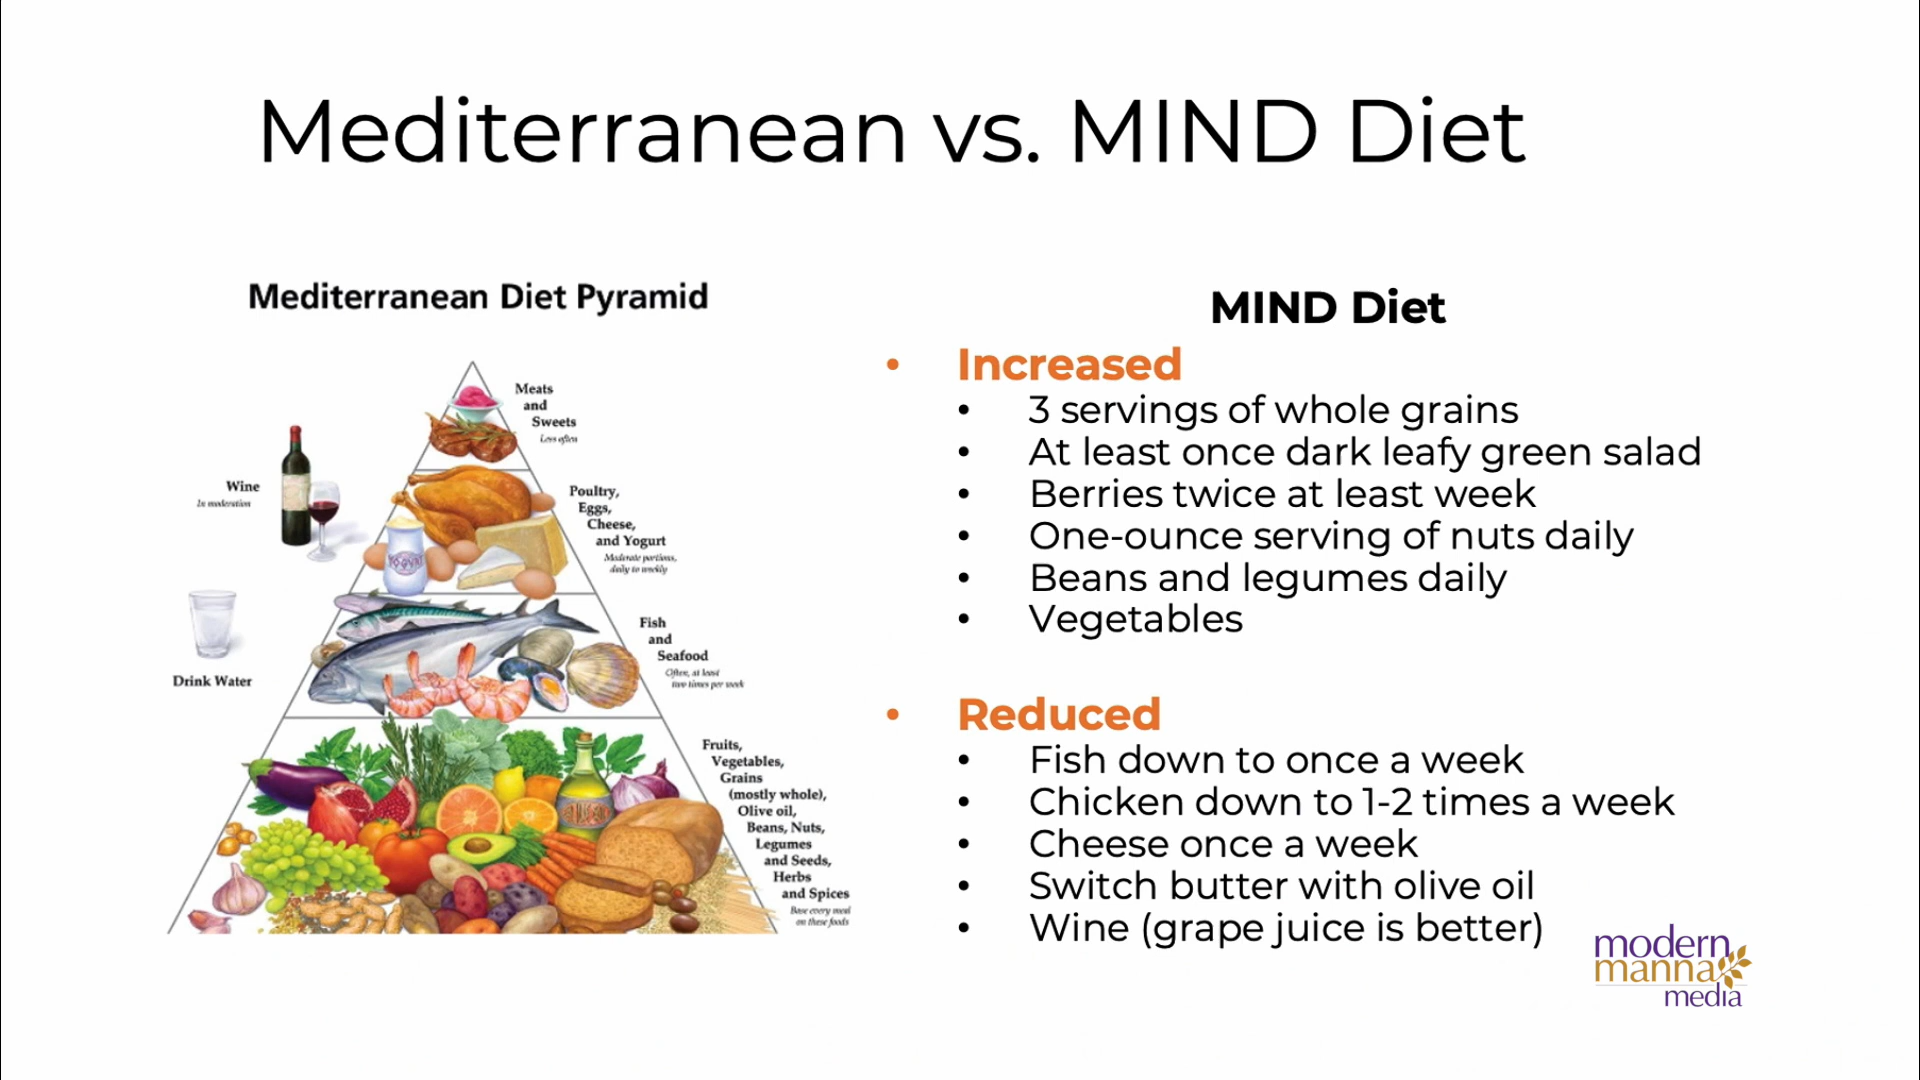 Mediterranean vs. MIND Diet
Mediterranean Diet Pyramid
Meats
and
Sweets
Less often
Wine
In moderation
Poultry,
Eggs,
Cheese,
and Yogurt
Moderate portions,
daily to weekly
YOGURT
Fish
and
Seafood
Often, at least
two times per week
Drink Water
Fruits,
Vegetables,
Grains
(mostly whole),
Olive oil,
Beans, Nuts,
Legumes
and Seeds,
Herbs
and Spices
Base every meal
on these foods
MIND Diet
• Increased
• 3 servings of whole grains
• At least once dark leafy green salad
• Berries twice at least week
• One-ounce serving of nuts daily
• Beans and legumes daily
• Vegetables
• Reduced
• Fish down to once a week
• Chicken down to 1-2 times a week
• Cheese once a week
• Switch butter with olive oil
• Wine (grape juice is better)
modern
manna
media